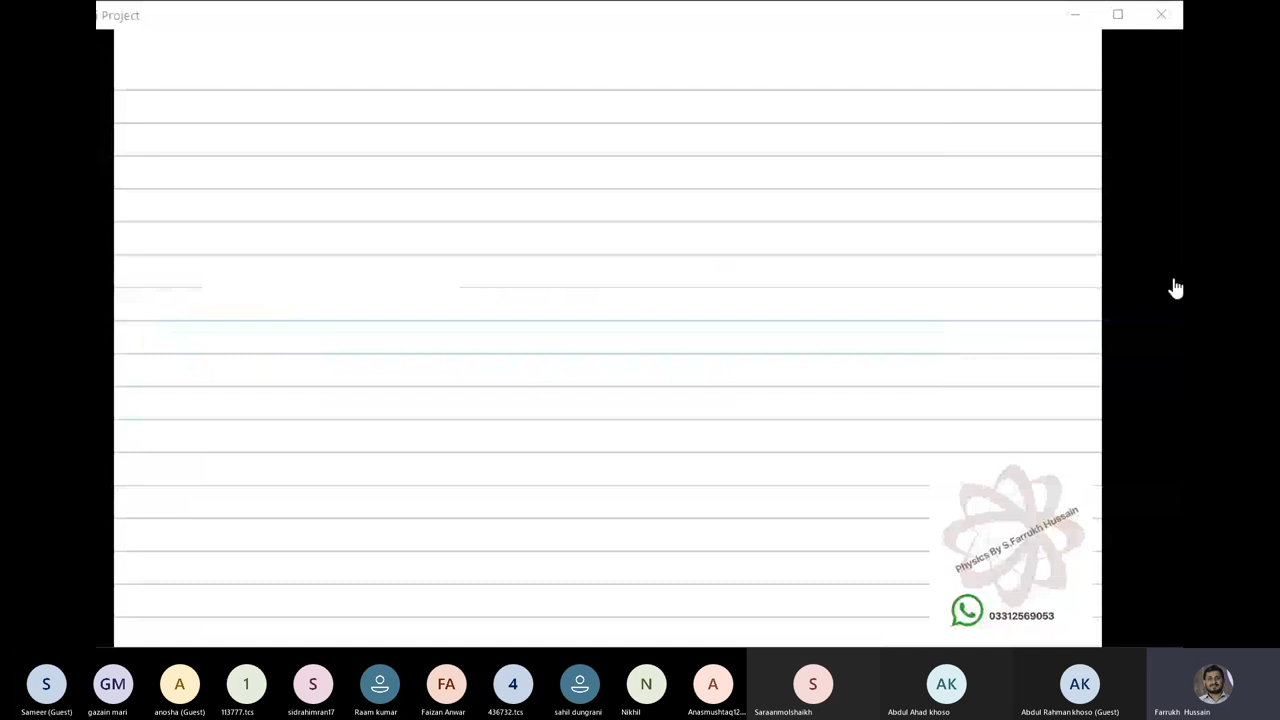 Project
Physics By S.Farrukh Hussain
03312569053
S
GM
A
1
S
FA
4
N
A
S
AK
AK
Sameer (Guest)
gazain mari
anosha (Guest)
113777.tcs
sidrahimran17
Raam kumar
Faizan Anwar
436732.tcs
sahil dungrani
Nikhil
Anasmushtaq12...
Saraanmolshaikh
Abdul Ahad khoso
Abdul Rahman khoso (Guest)
Farrukh Hussain